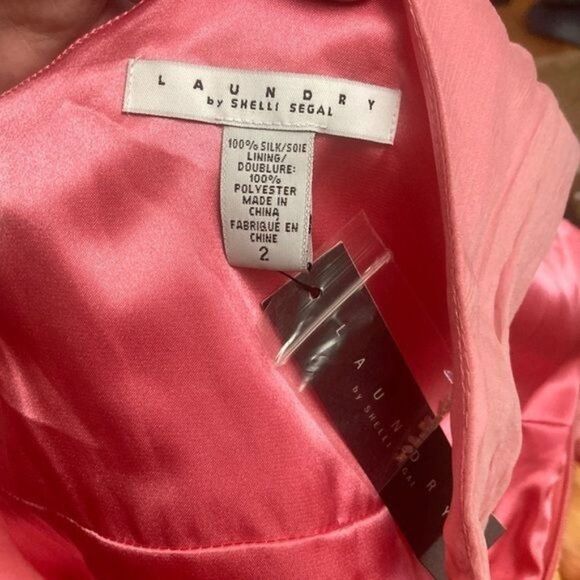 LAUNDRY
by SHELLI SEGAL
100% SILK/SOIE
LINING/
DOUBLURE:
100%
POLYESTER
MADE IN
CHINA
FABRIQUÉ EN
CHINE
2
LAUNDRY
by SHELLI SEGAL